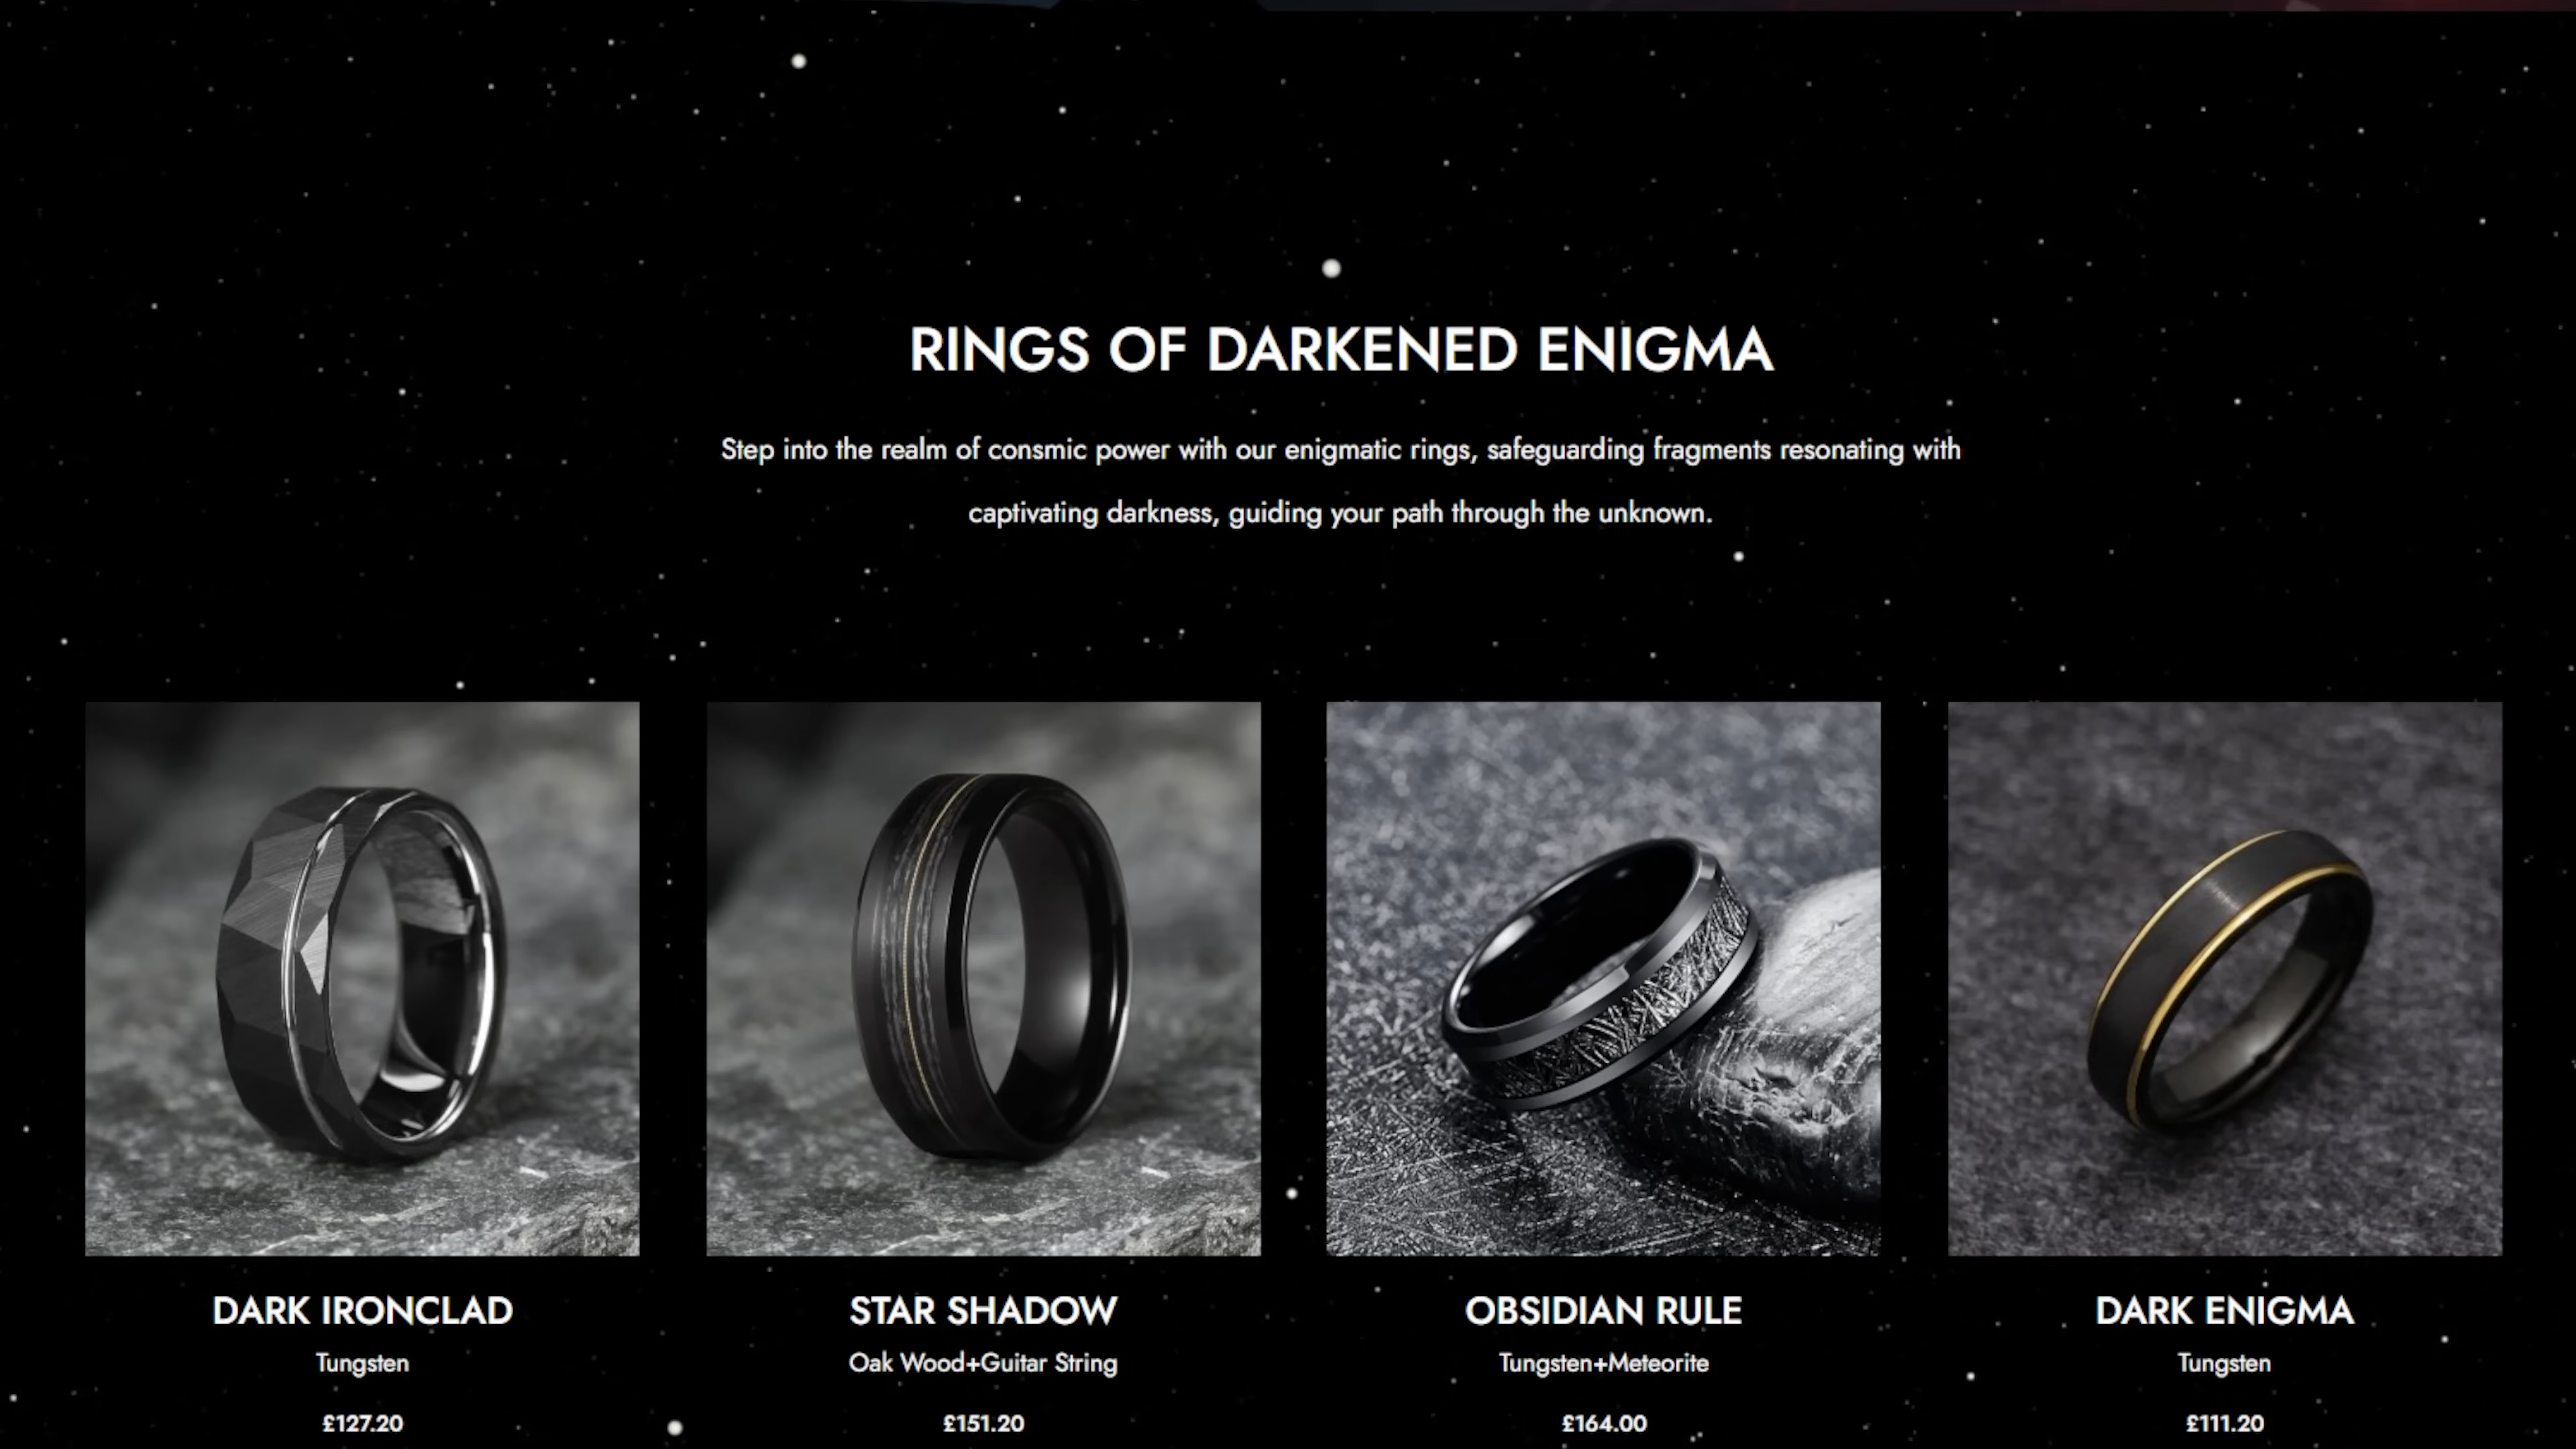 RINGS OF DARKENED ENIGMA
Step into the realm of consmic power with our enigmatic rings, safeguarding fragments resonating with
captivating darkness, guiding your path through the unknown.
DARK IRONCLAD
Tungsten
£127.20
STAR SHADOW
Oak Wood+Guitar String
£151.20
OBSIDIAN RULE
Tungsten+Meteorite
£164.00
DARK ENIGMA
Tungsten
£111.20